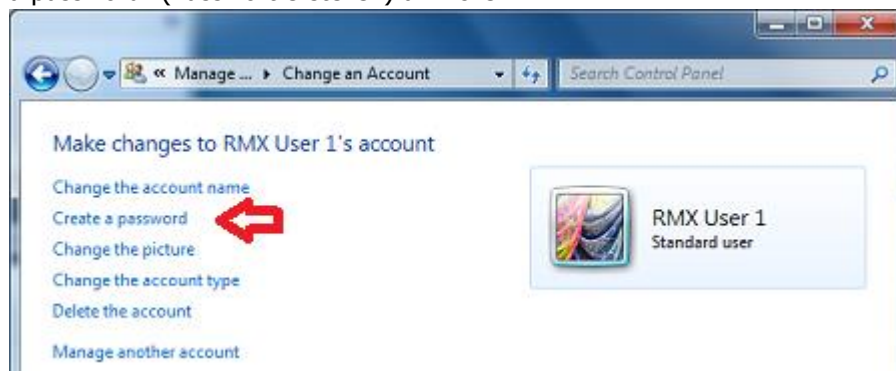 « Manage ... ▸ Change an Account
Search Control Panel
Make changes to RMX User 1's account
Change the account name
Create a password
Change the picture
Change the account type
Delete the account
Manage another account
RMX User 1
Standard user